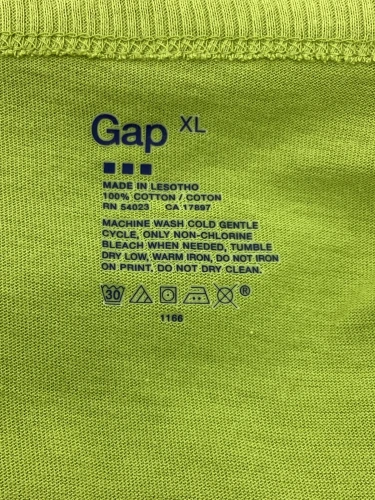 Gap XL
MADE IN LESOTHO
100% COTTON / COTON
RN 54023 CA 17897
MACHINE WASH COLD GENTLE
CYCLE, ONLY NON-CHLORINE
BLEACH WHEN NEEDED, TUMBLE
DRY LOW, WARM IRON, DO NOT IRON
ON PRINT, DO NOT DRY CLEAN.
30 ®
1166